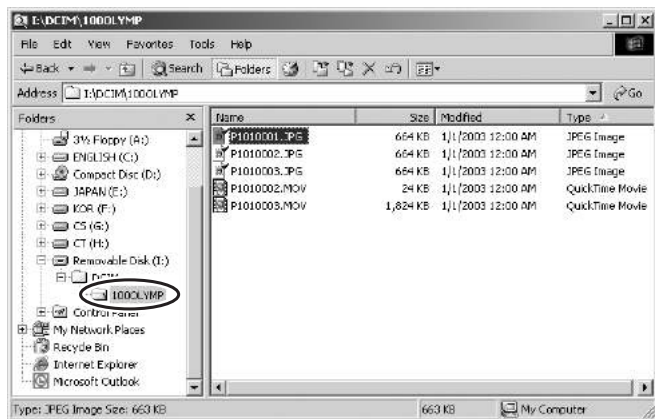 I:\DCIM\100OLYMP
File Edit View Favorites Tools Help
Back Search Folders
Address I:\DCIM\100OLYMP Go
Folders
3½ Floppy (A:)
ENGLISH (C:)
Compact Disc (D:)
JAPAN (E:)
KOR (F:)
CS (G:)
CT (H:)
Removable Disk (I:)
DCIM
100OLYMP
Control Panel
My Network Places
Recycle Bin
Internet Explorer
Microsoft Outlook
Name Size Modified Type
P1010001.JPG 664 KB 1/1/2003 12:00 AM JPEG Image
P1010002.JPG 664 KB 1/1/2003 12:00 AM JPEG Image
P1010003.JPG 664 KB 1/1/2003 12:00 AM JPEG Image
P1010002.MOV 24 KB 1/1/2003 12:00 AM QuickTime Movie
P1010003.MOV 1,824 KB 1/1/2003 12:00 AM QuickTime Movie
Type: JPEG Image Size: 663 KB 663 KB My Computer